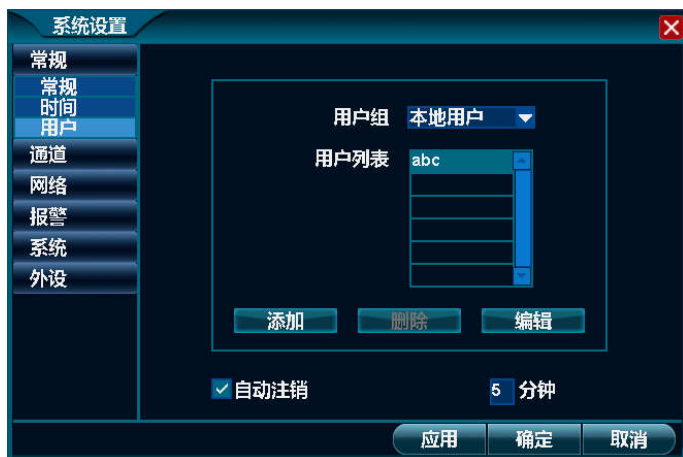 系统设置
常规
常规
时间
用户
通道
网络
报警
系统
外设
用户组 本地用户
用户列表 abc
添加 删除 编辑
自动注销 5 分钟
应用 确定 取消